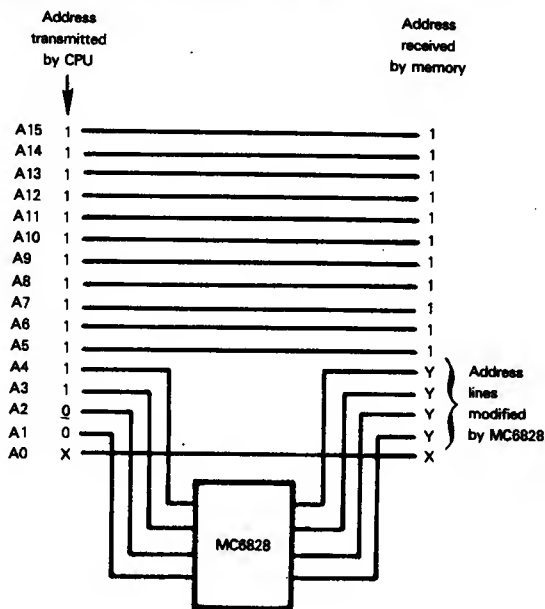 Address
transmitted
by CPU
Address
received
by memory
A15 1 1
A14 1 1
A13 1 1
A12 1 1
A11 1 1
A10 1 1
A9 1 1
A8 1 1
A7 1 1
A6 1 1
A5 1 1
A4 1 Y Address
A3 1 Y lines
A2 0 Y modified
A1 0 Y by MC6828
A0 X X
MC6828